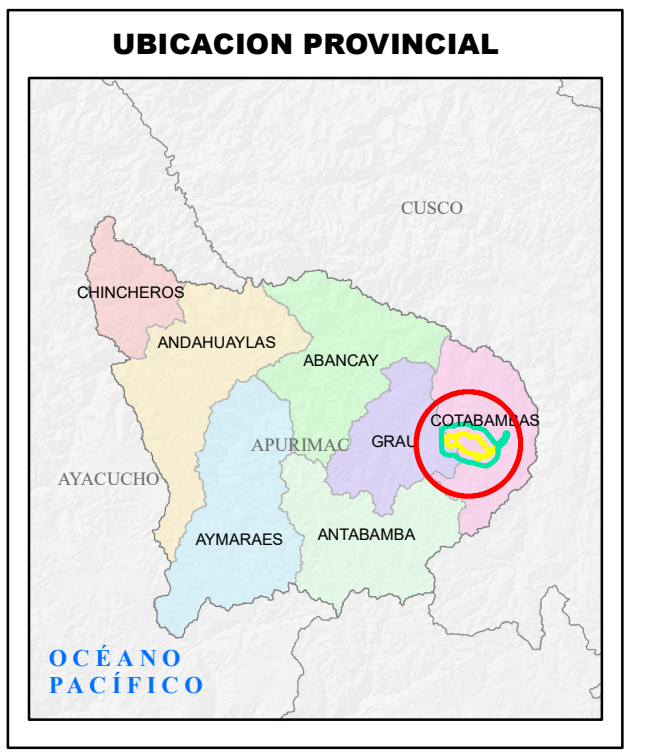 UBICACION PROVINCIAL
CUSCO
CHINCHEROS
ANDAHUAYLAS
ABANCAY
COTABAMBAS
APURIMAC
GRAU
AYACUCHO
AYMARAES
ANTABAMBA
OCÉANO
PACÍFICO